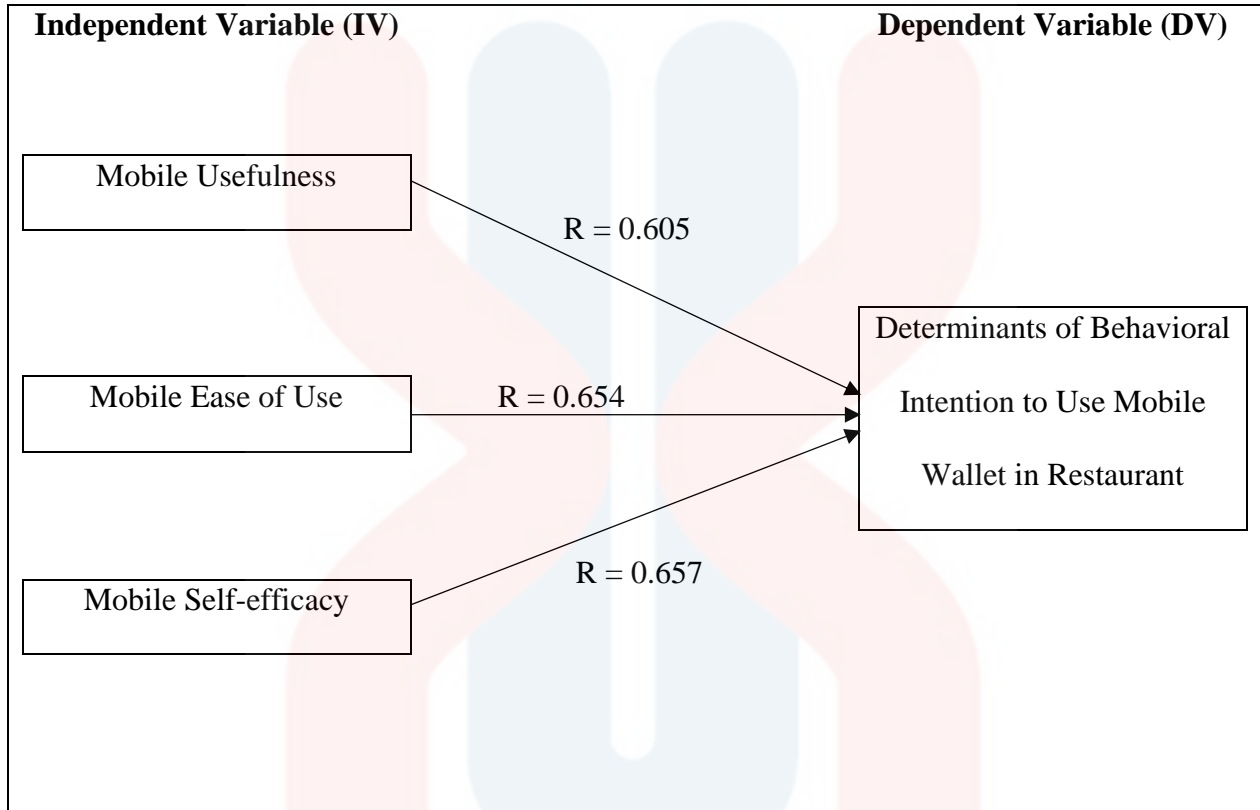 Independent Variable (IV)
Dependent Variable (DV)
Mobile Usefulness
R = 0.605
Determinants of Behavioral
Intention to Use Mobile
Wallet in Restaurant
Mobile Ease of Use
R = 0.654
R = 0.657
Mobile Self-efficacy